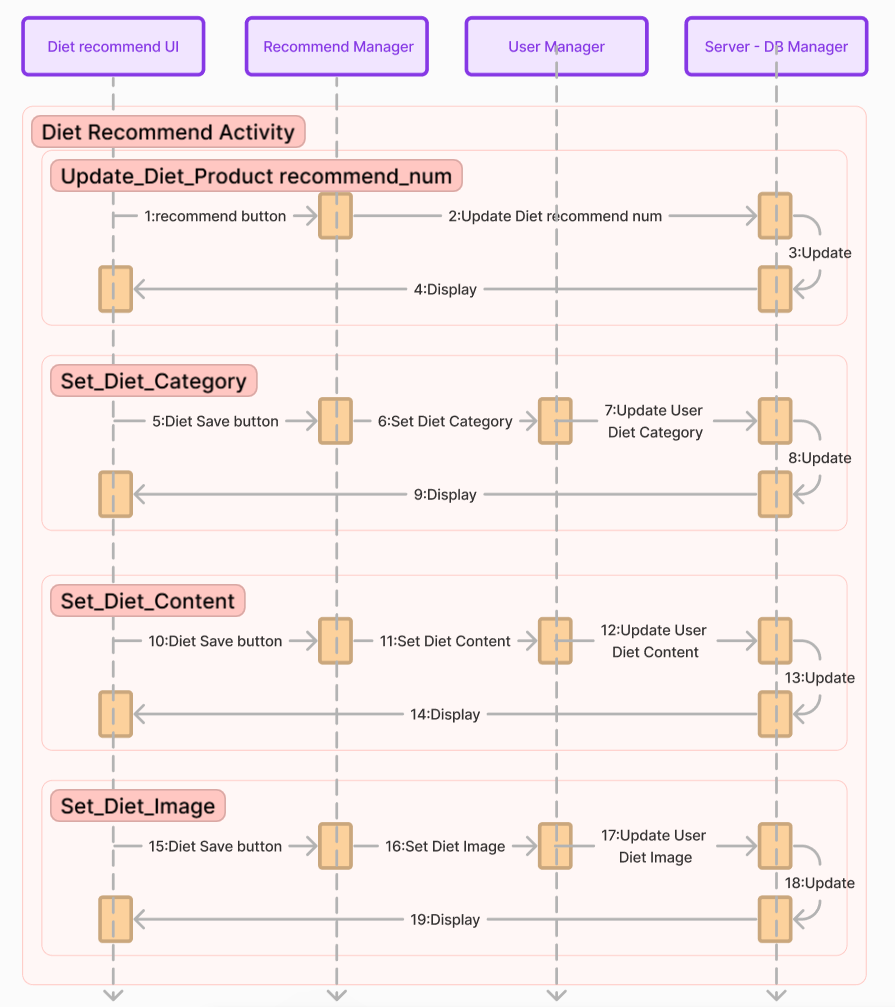 Diet recommend UI
Recommend Manager
User Manager
Server - DB Manager
Diet Recommend Activity
Update_Diet_Product recommend_num
1:recommend button
2:Update Diet recommend num
3:Update
4:Display
Set_Diet_Category
5:Diet Save button
6:Set Diet Category
7:Update User
Diet Category
8:Update
9:Display
Set_Diet_Content
10:Diet Save button
11:Set Diet Content
12:Update User
Diet Content
13:Update
14:Display
Set_Diet_Image
15:Diet Save button
16:Set Diet Image
17:Update User
Diet Image
18:Update
19:Display